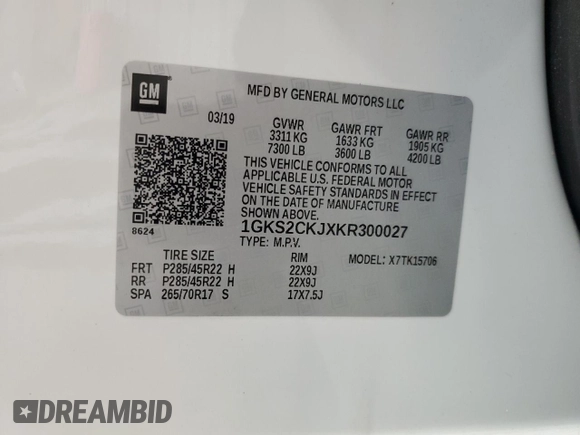 GM
MFD BY GENERAL MOTORS LLC
03/19
GVWR GAWR FRT GAWR RR
3311 KG 1633 KG 1905 KG
7300 LB 3600 LB 4200 LB
THIS VEHICLE CONFORMS TO ALL
APPLICABLE U.S. FEDERAL MOTOR
VEHICLE SAFETY STANDARDS IN EFFECT
ON THE DATE OF MANUFACTURE
SHOWN ABOVE.
8624
1GKS2CKJXKR300027
TYPE: M.P.V. MODEL: X7TK15706
TIRE SIZE RIM
FRT P285/45R22 H 22X9J
RR P285/45R22 H 22X9J
SPA 265/70R17 S 17X7.5J
DREAMBID